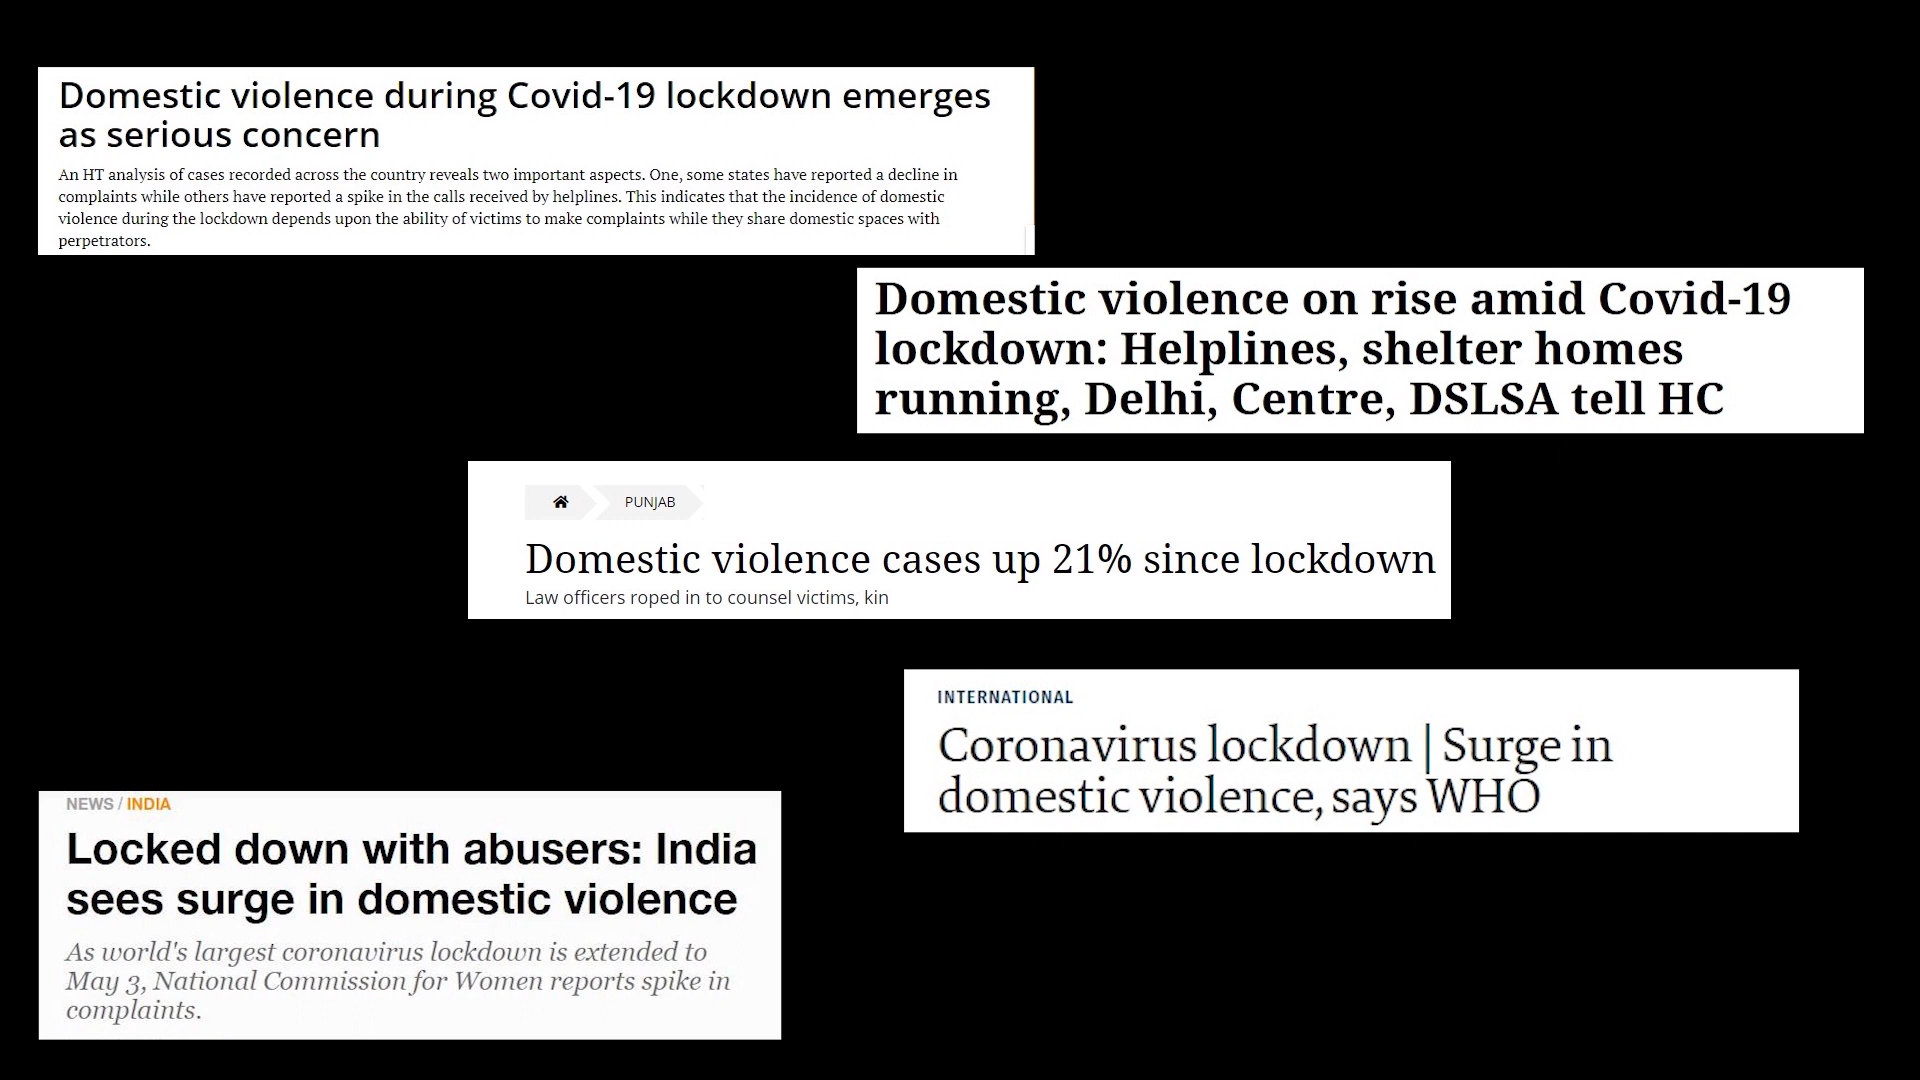 Domestic violence during Covid-19 lockdown emerges
as serious concern
An HT analysis of cases recorded across the country reveals two important aspects. One, some states have reported a decline in
complaints while others have reported a spike in the calls received by helplines. This indicates that the incidence of domestic
violence during the lockdown depends upon the ability of victims to make complaints while they share domestic spaces with
perpetrators.
Domestic violence on rise amid Covid-19
lockdown: Helplines, shelter homes
running, Delhi, Centre, DSLSA tell HC
PUNJAB
Domestic violence cases up 21% since lockdown
Law officers roped in to counsel victims, kin
INTERNATIONAL
Coronavirus lockdown | Surge in
domestic violence, says WHO
NEWS / INDIA
Locked down with abusers: India
sees surge in domestic violence
As world's largest coronavirus lockdown is extended to
May 3, National Commission for Women reports spike in
complaints.